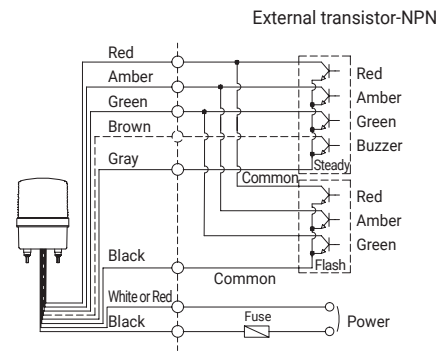 External transistor-NPN
Red
Amber
Green
Brown
Gray
Black
White or Red
Black
Red
Amber
Green
Buzzer
Steady
Common
Red
Amber
Green
Flash
Common
Fuse
Power